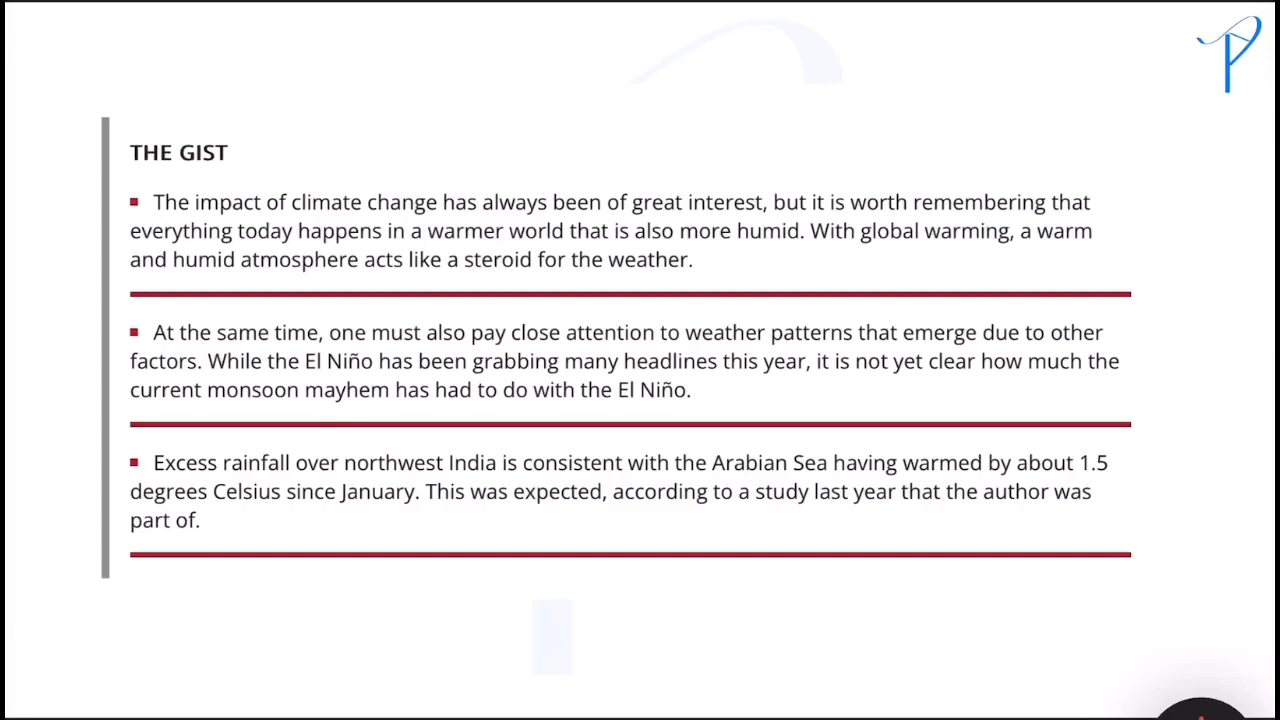 THE GIST
▪ The impact of climate change has always been of great interest, but it is worth remembering that
everything today happens in a warmer world that is also more humid. With global warming, a warm
and humid atmosphere acts like a steroid for the weather.
▪ At the same time, one must also pay close attention to weather patterns that emerge due to other
factors. While the El Niño has been grabbing many headlines this year, it is not yet clear how much the
current monsoon mayhem has had to do with the El Niño.
▪ Excess rainfall over northwest India is consistent with the Arabian Sea having warmed by about 1.5
degrees Celsius since January. This was expected, according to a study last year that the author was
part of.